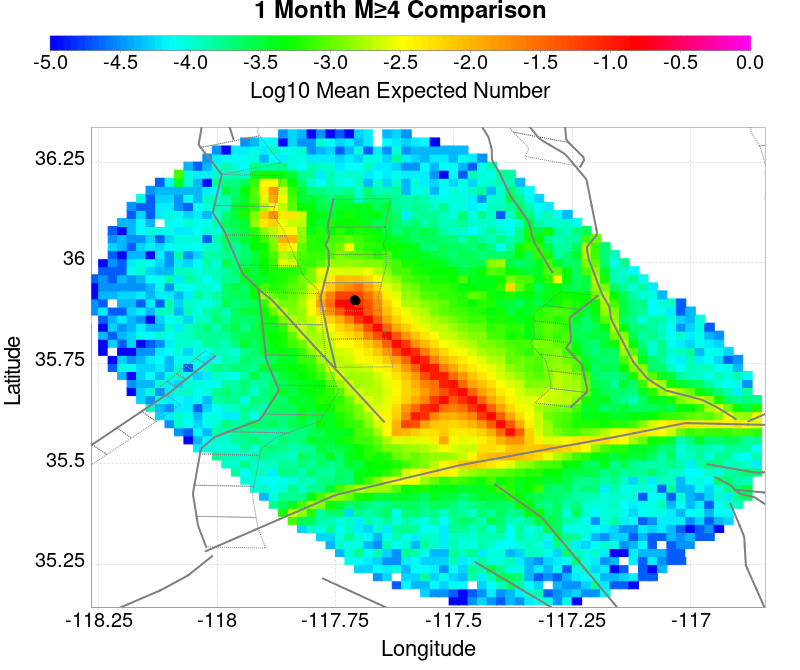 1 Month M≥4 Comparison
-5.0 -4.5 -4.0 -3.5 -3.0 -2.5 -2.0 -1.5 -1.0 -0.5 0.0
Log10 Mean Expected Number
36.25
36
35.75
35.5
35.25
Latitude
-118.25 -118 -117.75 -117.5 -117.25 -117
Longitude